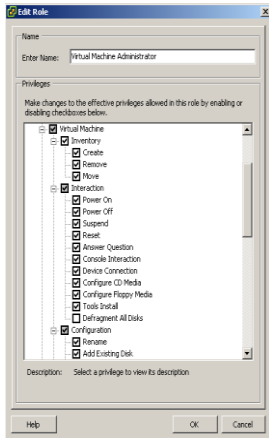 Edit Role
Name
Enter Name: Virtual Machine Administrator
Privileges
Make changes to the effective privileges allowed in this role by enabling or
disabling checkboxes below.
Virtual Machine
Inventory
Create
Remove
Move
Interaction
Power On
Power Off
Suspend
Reset
Answer Question
Console Interaction
Device Connection
Configure CD Media
Configure Floppy Media
Tools Install
Defragment All Disks
Configuration
Rename
Add Existing Disk
Description: Select a privilege to view its description
Help OK Cancel